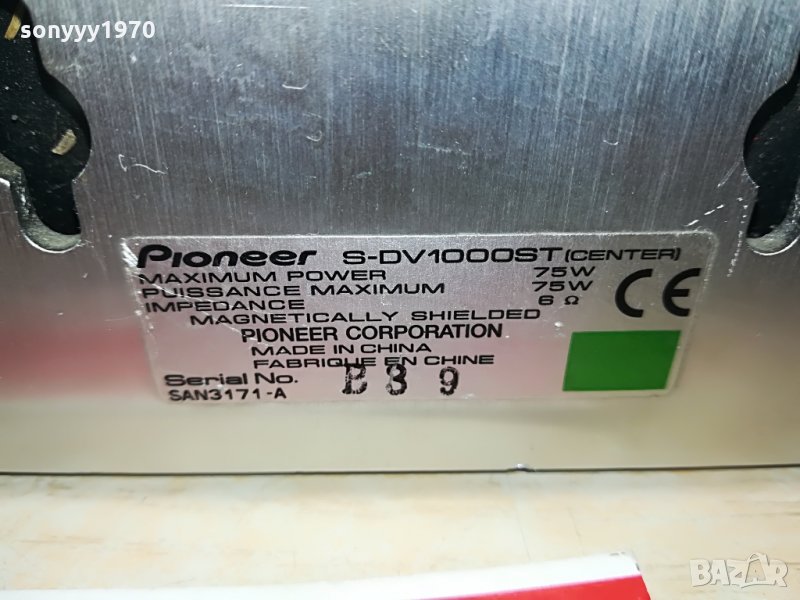 sonyyy1970
Pioneer S-DV1000ST (CENTER)
MAXIMUM POWER 75W
PUISSANCE MAXIMUM 75W
IMPEDANCE 6 Ω
MAGNETICALLY SHIELDED
PIONEER CORPORATION
MADE IN CHINA
FABRIQUE EN CHINE
CE
Serial No. B89
SAN3171-A
BAZAR